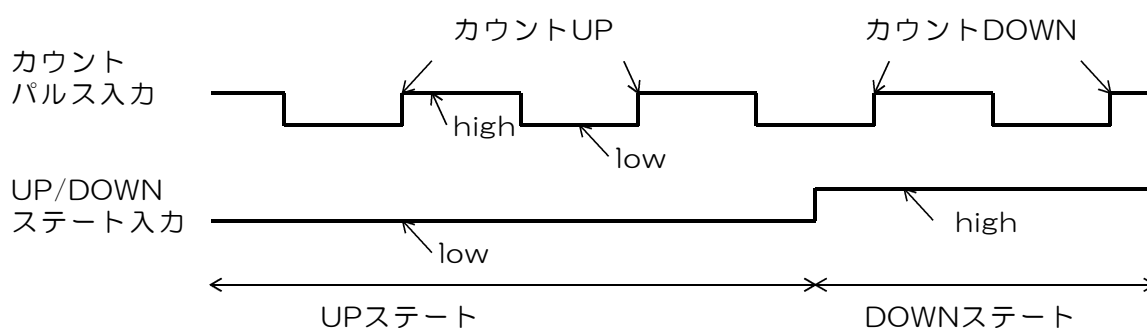 カウントUP
カウントDOWN
カウント
パルス入力
high
low
UP/DOWN
ステート入力
low
high
UPステート
DOWNステート